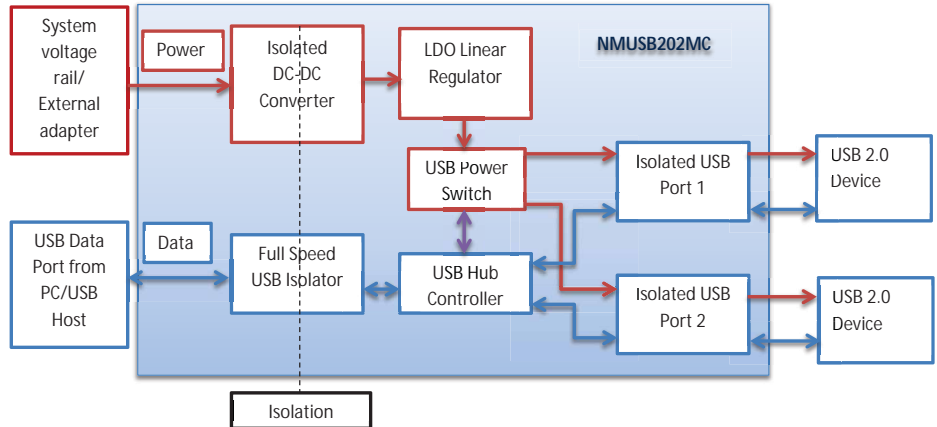 System
voltage
rail/
External
adapter
Power
Isolated
DC-DC
Converter
LDO Linear
Regulator
NMUSB202MC
USB Power
Switch
Isolated USB
Port 1
USB 2.0
Device
USB Data
Port from
PC/USB
Host
Data
Full Speed
USB Isolator
USB Hub
Controller
Isolated USB
Port 2
USB 2.0
Device
Isolation